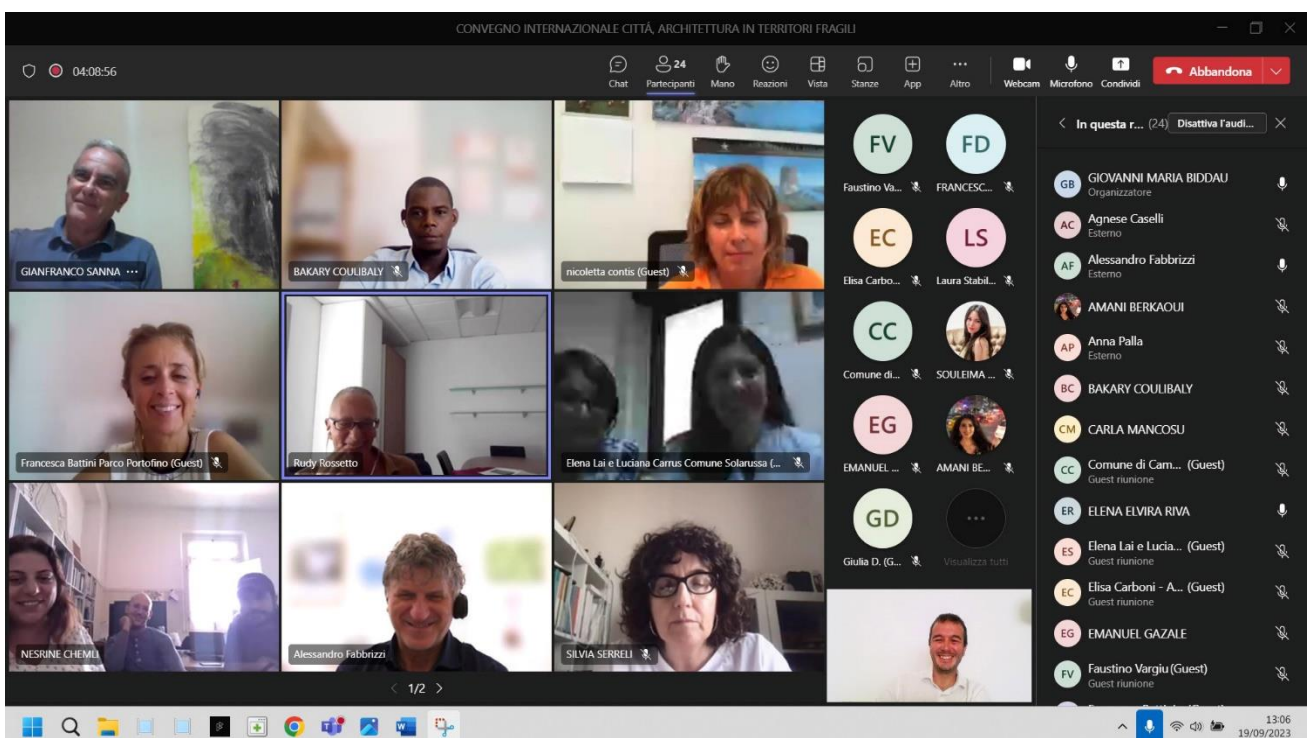 CONVEGNO INTERNAZIONALE CITTÁ, ARCHITETTURA IN TERRITORI FRAGILI
04:08:56
Chat
24
Partecipanti
Mano
Reazioni
Vista
Stanze
App
Altro
Webcam
Microfono
Condividi
Abbandona
GIANFRANCO SANNA ...
BAKARY COULIBALY
nicoletta contis (Guest)
Francesca Battini Parco Portofino (Guest)
Rudy Rossetto
Elena Lai e Luciana Carrus Comune Solarussa (...
NESRINE CHEMLI
Alessandro Fabbrizzi
SILVIA SERRELI
1/2
FV
Faustino Va...
FD
FRANCESC...
EC
Elisa Carbo...
LS
Laura Stabil...
CC
Comune di...
SOULEIMA ...
EG
EMANUEL ...
AMANI BE...
GD
Giulia D. (G...
...
Visualizza tutti
In questa r... (24)
Disattiva l'audi...
GB
GIOVANNI MARIA BIDDAU
Organizzatore
AC
Agnese Caselli
Esterno
AF
Alessandro Fabbrizzi
Esterno
AMANI BERKAOUI
AP
Anna Palla
Esterno
BC
BAKARY COULIBALY
CM
CARLA MANCOSU
CC
Comune di Cam... (Guest)
Guest riunione
ER
ELENA ELVIRA RIVA
ES
Elena Lai e Lucia... (Guest)
Guest riunione
EC
Elisa Carboni - A... (Guest)
Guest riunione
EG
EMANUEL GAZALE
FV
Faustino Vargiu (Guest)
Guest riunione
13:06
19/09/2023